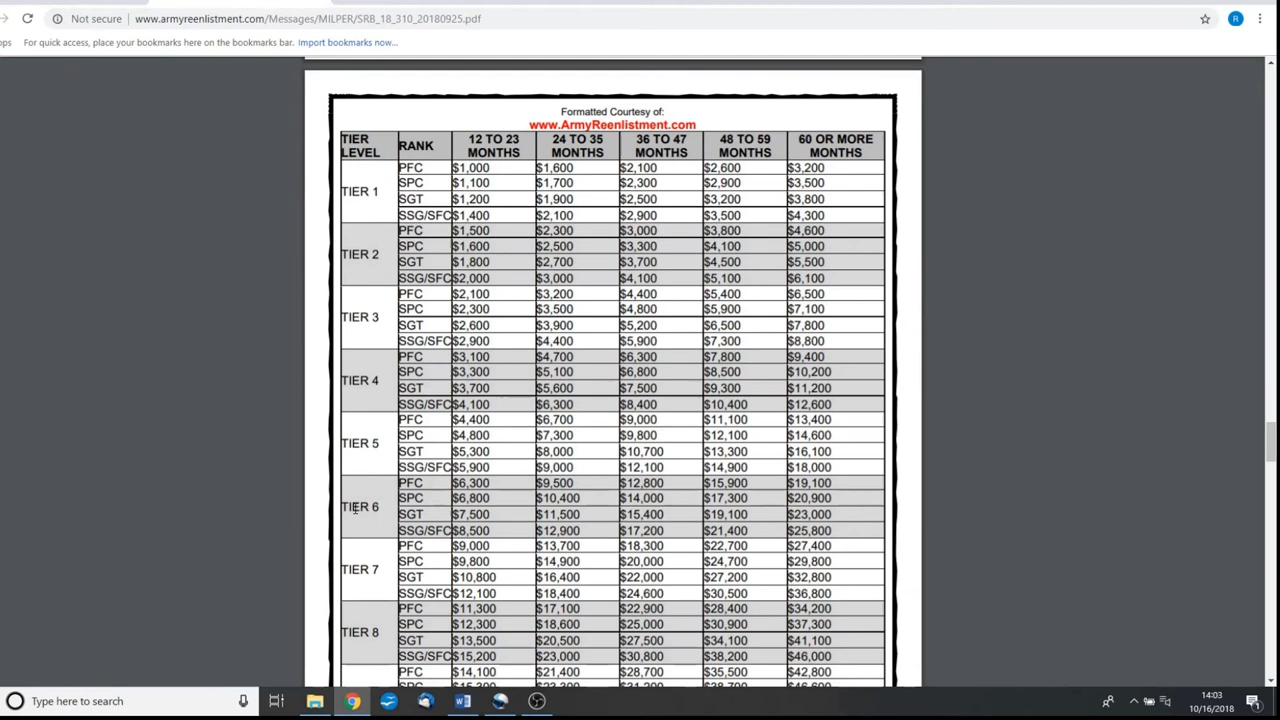 Not secure www.armyreenlistment.com/Messages/MILPER/SRB_18_310_20180925.pdf R
For quick access, place your bookmarks here on the bookmarks bar. Import bookmarks now...
Formatted Courtesy of:
www.ArmyReenlistment.com
TIER LEVEL RANK 12 TO 23 MONTHS 24 TO 35 MONTHS 36 TO 47 MONTHS 48 TO 59 MONTHS 60 OR MORE MONTHS
TIER 1
PFC $1,000 $1,600 $2,100 $2,600 $3,200
SPC $1,100 $1,700 $2,300 $2,900 $3,500
SGT $1,200 $1,900 $2,500 $3,200 $3,800
SSG/SFC $1,400 $2,100 $2,900 $3,500 $4,300
TIER 2
PFC $1,500 $2,300 $3,000 $3,800 $4,600
SPC $1,600 $2,500 $3,300 $4,100 $5,000
SGT $1,800 $2,700 $3,700 $4,500 $5,500
SSG/SFC $2,000 $3,000 $4,100 $5,100 $6,100
TIER 3
PFC $2,100 $3,200 $4,400 $5,400 $6,500
SPC $2,300 $3,500 $4,800 $5,900 $7,100
SGT $2,600 $3,900 $5,200 $6,500 $7,800
SSG/SFC $2,900 $4,400 $5,900 $7,300 $8,800
TIER 4
PFC $3,100 $4,700 $6,300 $7,800 $9,400
SPC $3,300 $5,100 $6,800 $8,500 $10,200
SGT $3,700 $5,600 $7,500 $9,300 $11,200
SSG/SFC $4,100 $6,300 $8,400 $10,400 $12,600
TIER 5
PFC $4,400 $6,700 $9,000 $11,100 $13,400
SPC $4,800 $7,300 $9,800 $12,100 $14,600
SGT $5,300 $8,000 $10,700 $13,300 $16,100
SSG/SFC $5,900 $9,000 $12,100 $14,900 $18,000
TIER 6
PFC $6,300 $9,500 $12,800 $15,900 $19,100
SPC $6,800 $10,400 $14,000 $17,300 $20,900
SGT $7,500 $11,500 $15,400 $19,100 $23,000
SSG/SFC $8,500 $12,900 $17,200 $21,400 $25,800
TIER 7
PFC $9,000 $13,700 $18,300 $22,700 $27,400
SPC $9,800 $14,900 $20,000 $24,700 $29,800
SGT $10,800 $16,400 $22,000 $27,200 $32,800
SSG/SFC $12,100 $18,400 $24,600 $30,500 $36,800
TIER 8
PFC $11,300 $17,100 $22,900 $28,400 $34,200
SPC $12,300 $18,600 $25,000 $30,900 $37,300
SGT $13,500 $20,500 $27,500 $34,100 $41,100
SSG/SFC $15,200 $23,000 $30,800 $38,200 $46,000
PFC $14,100 $21,400 $28,700 $35,500 $42,800
Type here to search
14:03
10/16/2018